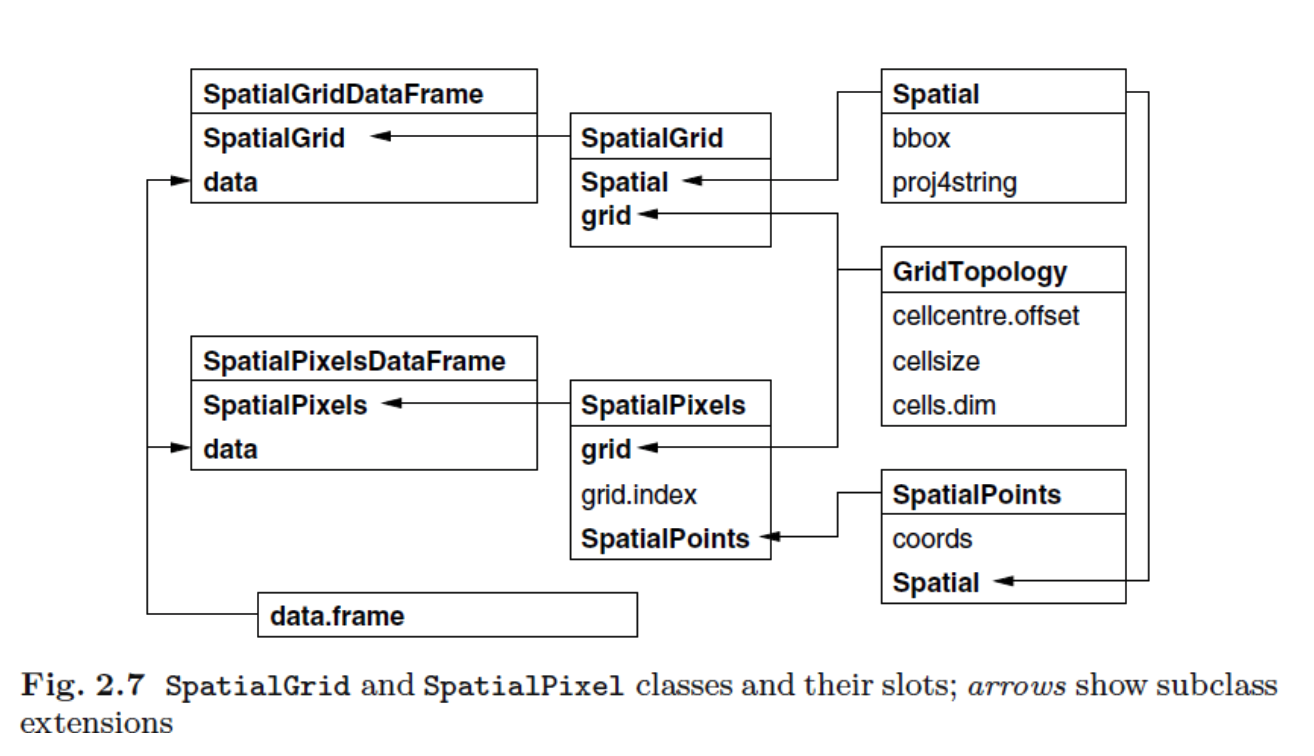 SpatialGridDataFrame
SpatialGrid
data
SpatialGrid
Spatial
grid
Spatial
bbox
proj4string
GridTopology
cellcentre.offset
cellsize
cells.dim
SpatialPixelsDataFrame
SpatialPixels
data
SpatialPixels
grid
grid.index
SpatialPoints
SpatialPoints
coords
Spatial
data.frame
Fig. 2.7 SpatialGrid and SpatialPixel classes and their slots; arrows show subclass
extensions